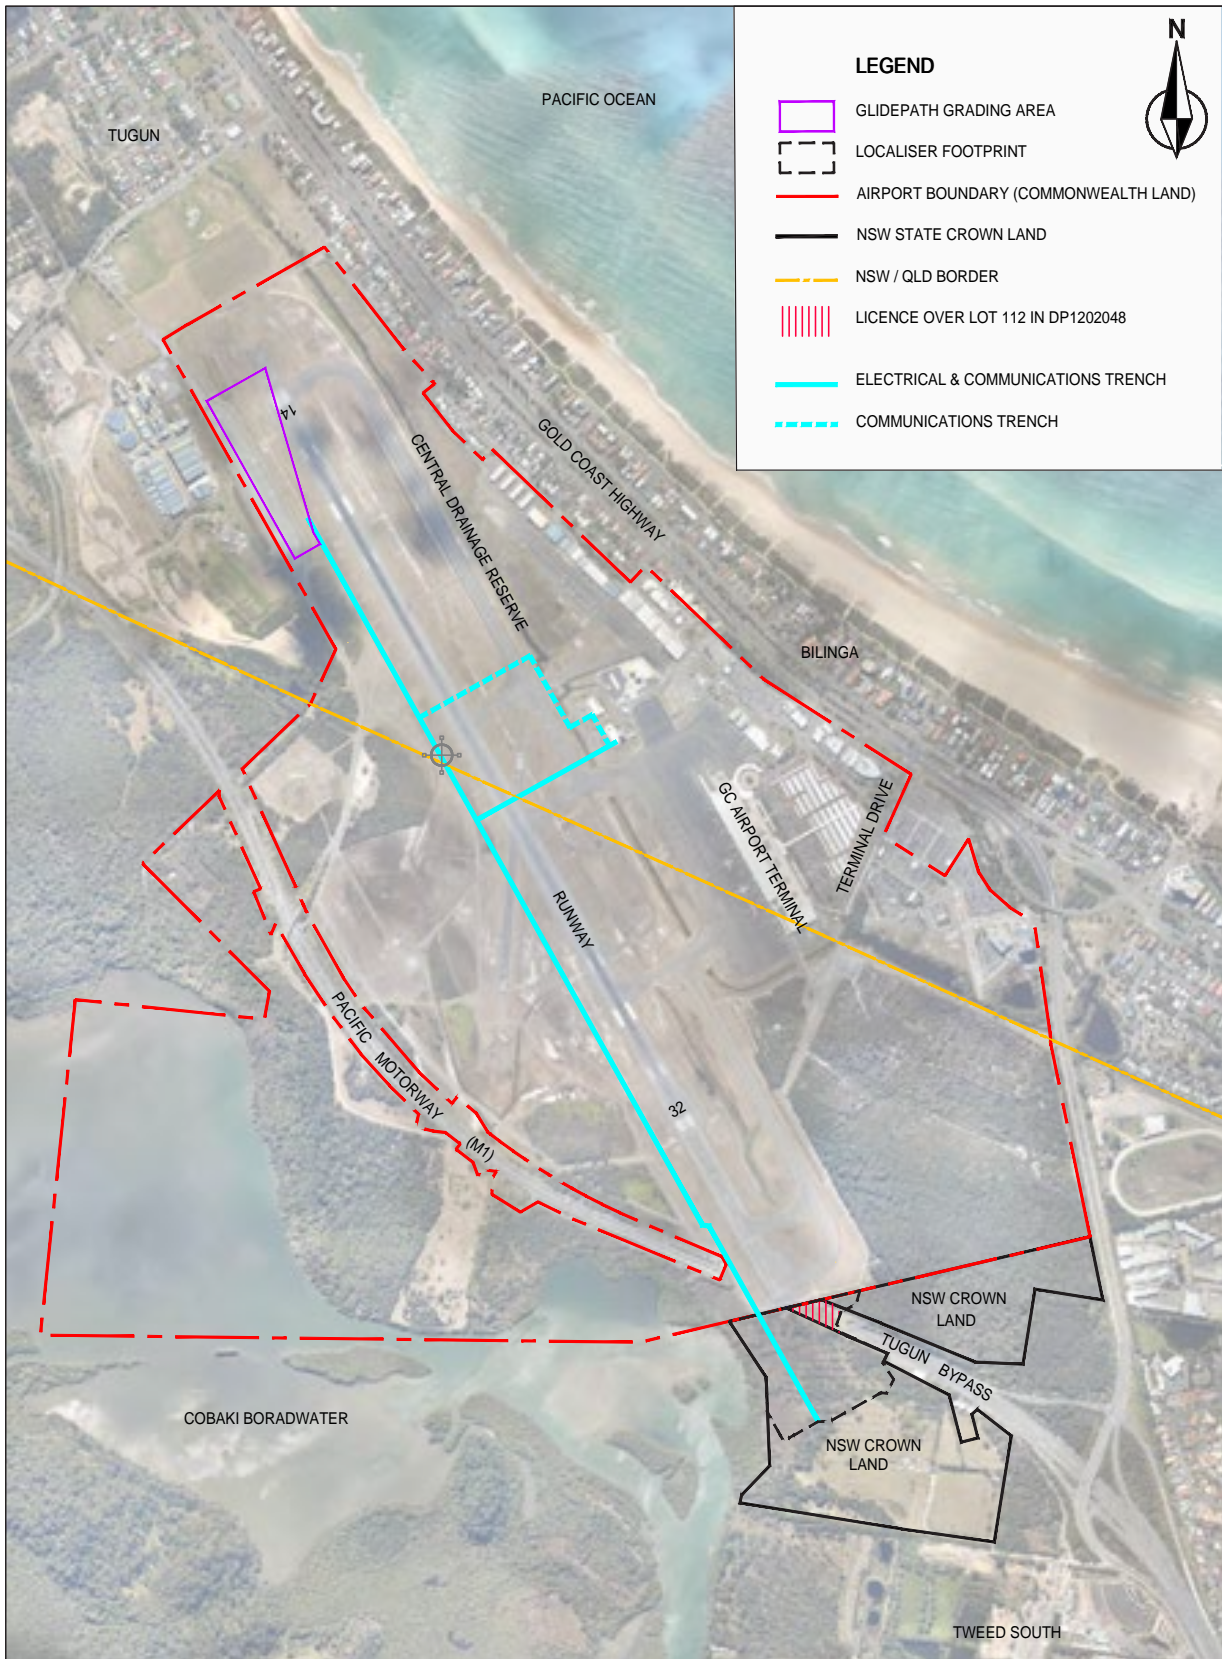 N
LEGEND
GLIDEPATH GRADING AREA
LOCALISER FOOTPRINT
AIRPORT BOUNDARY (COMMONWEALTH LAND)
NSW STATE CROWN LAND
NSW / QLD BORDER
LICENCE OVER LOT 112 IN DP1202048
ELECTRICAL & COMMUNICATIONS TRENCH
COMMUNICATIONS TRENCH
PACIFIC OCEAN
TUGUN
14
CENTRAL DRAINAGE RESERVE
GOLD COAST HIGHWAY
BILINGA
GC AIRPORT TERMINAL
TERMINAL DRIVE
RUNWAY
PACIFIC MOTORWAY
(M1)
32
NSW CROWN
LAND
TUGUN BYPASS
COBAKI BORADWATER
NSW CROWN
LAND
TWEED SOUTH